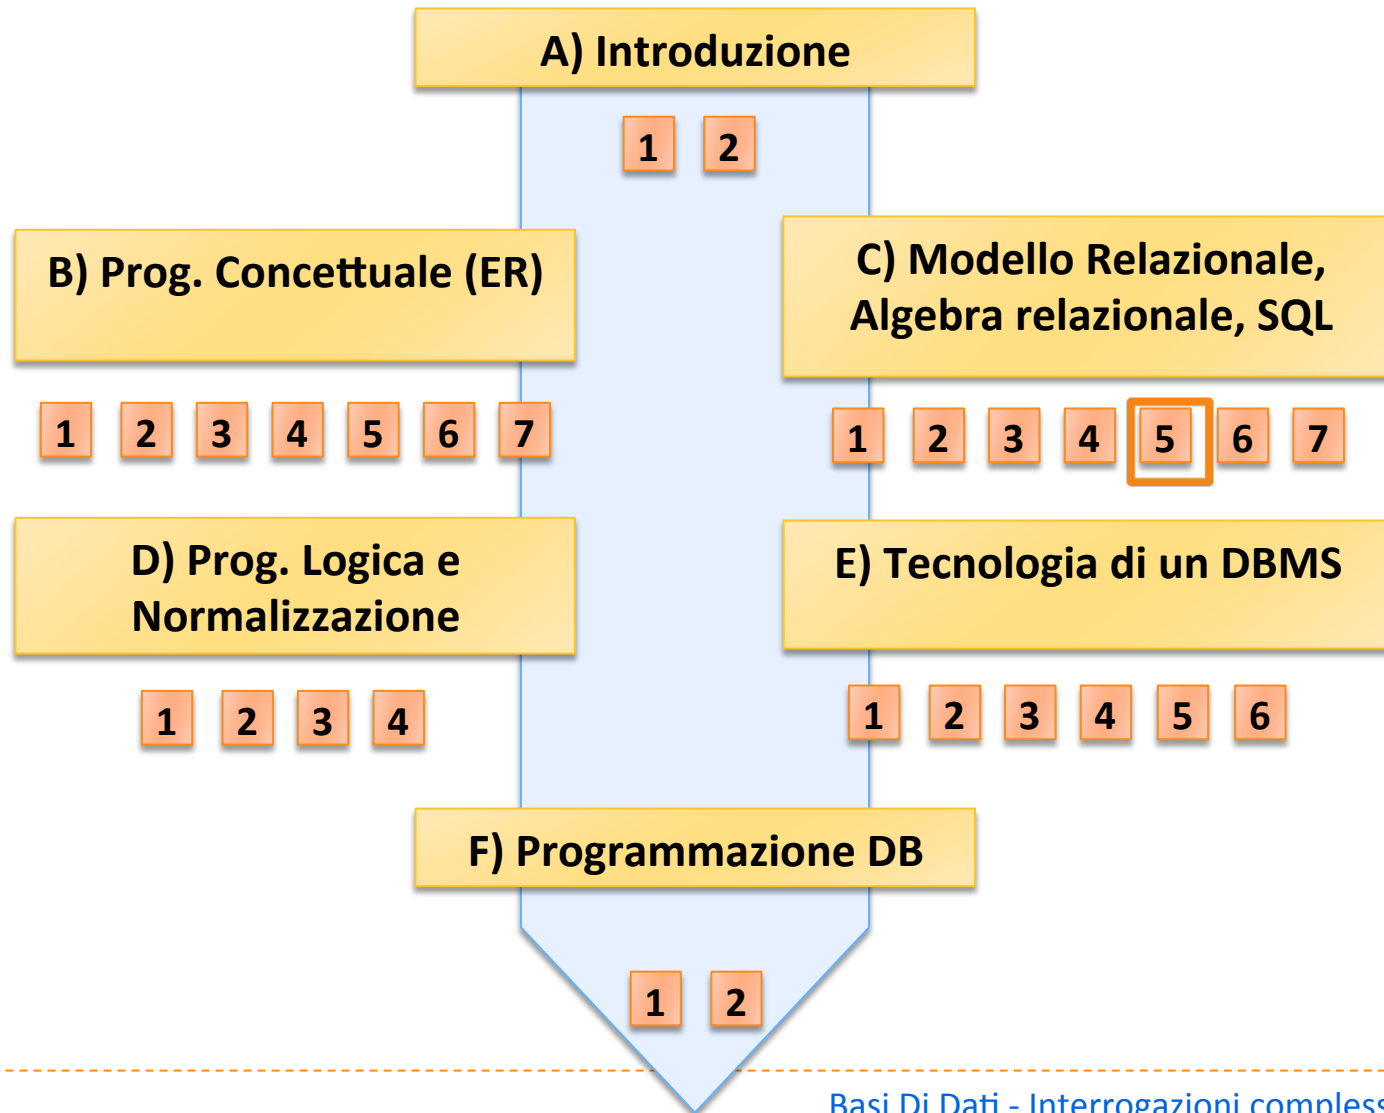 A) Introduzione
1 2
B) Prog. Concettuale (ER)
C) Modello Relazionale,
Algebra relazionale, SQL
1 2 3 4 5 6 7
1 2 3 4 5 6 7
D) Prog. Logica e
Normalizzazione
E) Tecnologia di un DBMS
1 2 3 4
1 2 3 4 5 6
F) Programmazione DB
1 2
Basi Di Dati - Interrogazioni compless